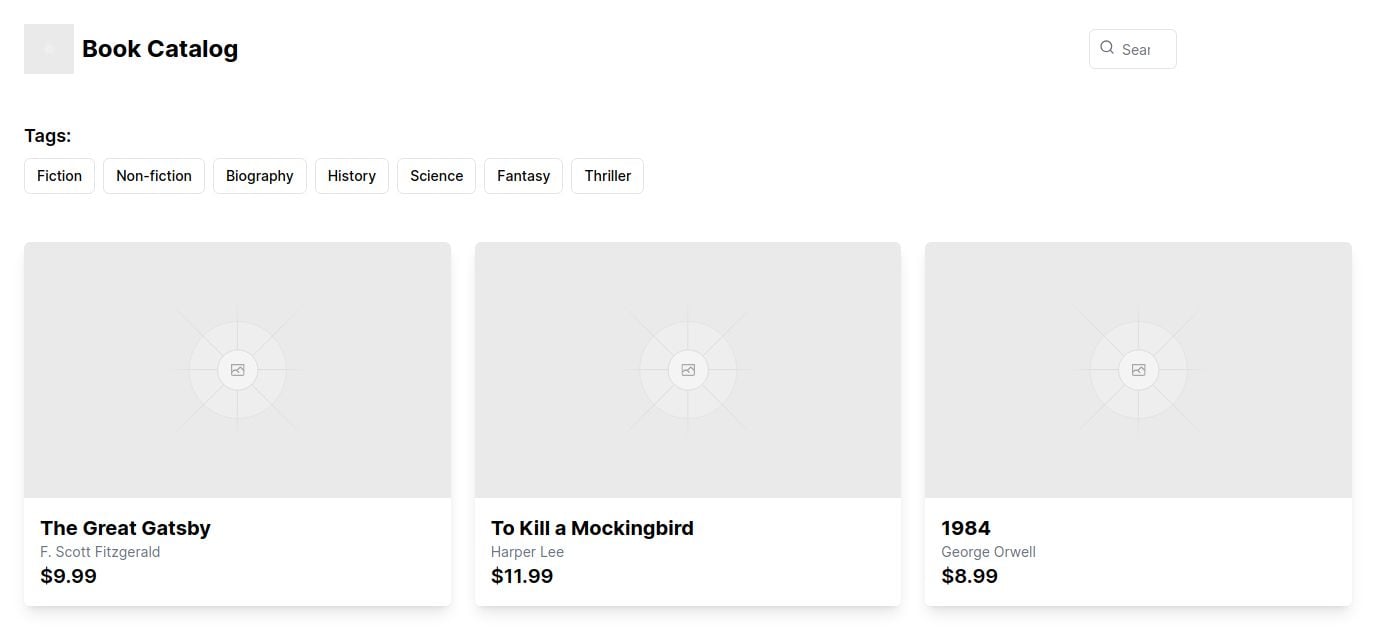 Book Catalog
Sear
Tags:
Fiction Non-fiction Biography History Science Fantasy Thriller
The Great Gatsby
F. Scott Fitzgerald
$9.99
To Kill a Mockingbird
Harper Lee
$11.99
1984
George Orwell
$8.99